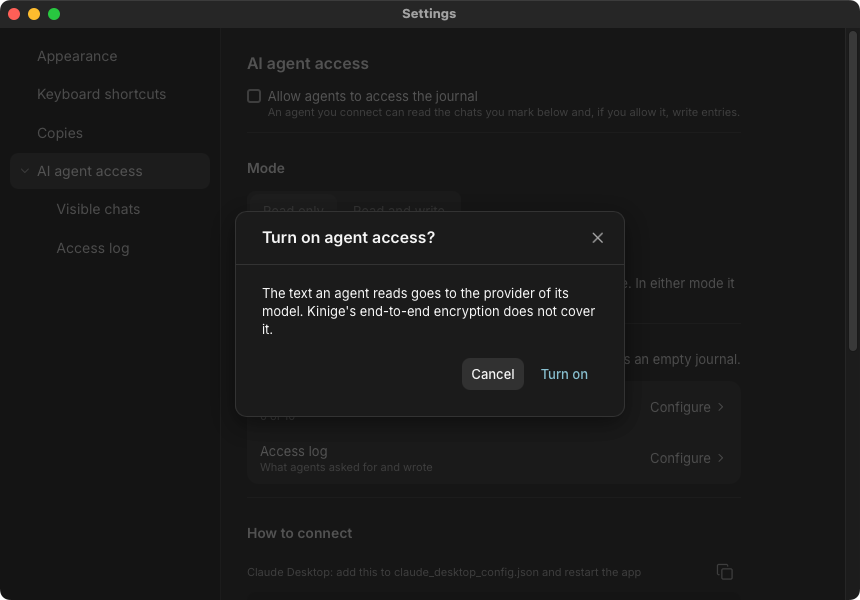 Settings
Appearance
Keyboard shortcuts
Copies
AI agent access
Visible chats
Access log
AI agent access
Allow agents to access the journal
An agent you connect can read the chats you mark below and, if you allow it, write entries.
Mode
Read only
Read and write
Turn on agent access?
The text an agent reads goes to the provider of its
model. Kinige's end-to-end encryption does not cover
it.
Cancel
Turn on
. In either mode it
s an empty journal.
Configure
Access log
What agents asked for and wrote
Configure
How to connect
Claude Desktop: add this to claude_desktop_config.json and restart the app